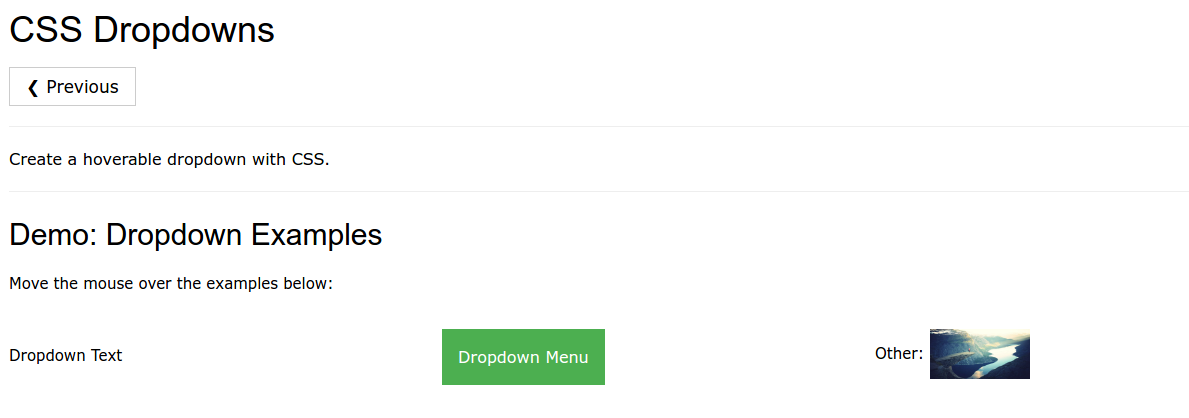 CSS Dropdowns
❮ Previous
Create a hoverable dropdown with CSS.
Demo: Dropdown Examples
Move the mouse over the examples below:
Dropdown Text
Dropdown Menu
Other: